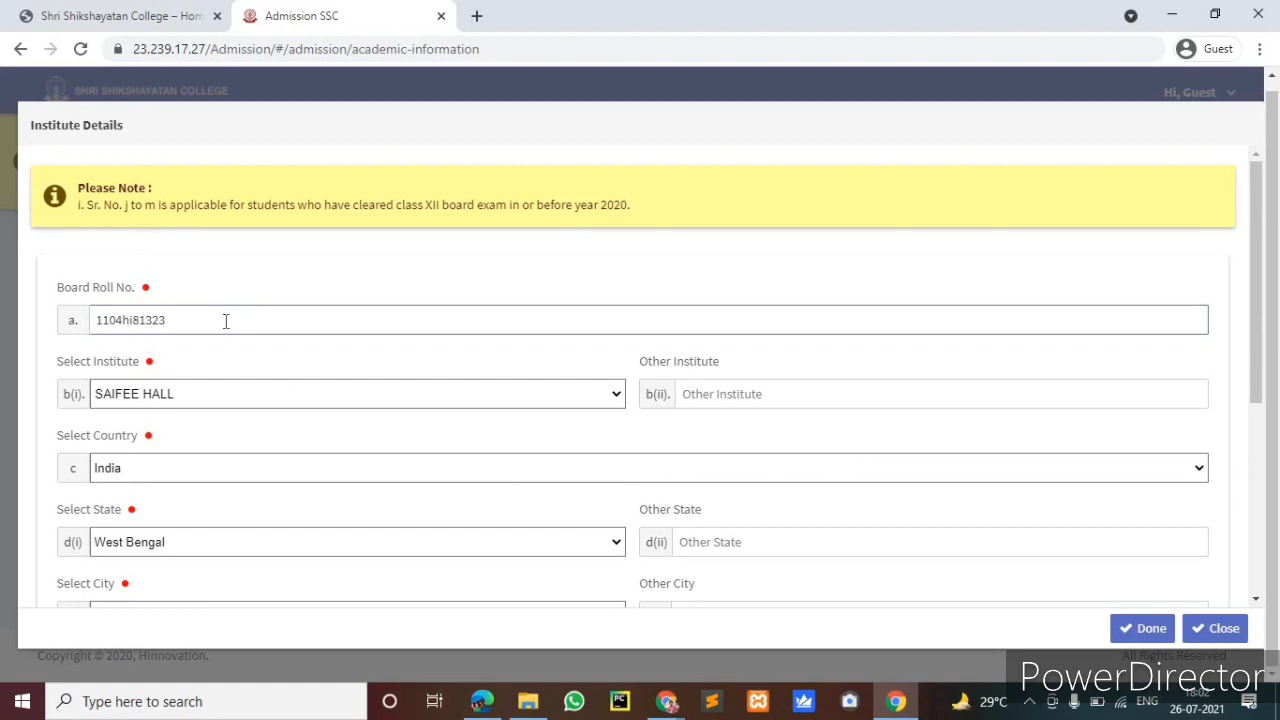 Shri Shikshayatan College – Hom
Admission SSC
23.239.17.27/Admission/#/admission/academic-information
Guest
SHRI SHIKSHAYATAN COLLEGE
Hi, Guest
Institute Details
Please Note :
i. Sr. No. j to m is applicable for students who have cleared class XII board exam in or before year 2020.
Board Roll No.
a. 1104hi81323
Select Institute Other Institute
b(i). SAIFEE HALL b(ii). Other Institute
Select Country
c India
Select State Other State
d(i) West Bengal d(ii) Other State
Select City Other City
Done Close
Copyright © 2020, Hinnovation. All Rights Reserved
PowerDirector
Type here to search
PC
29°C
ENG
18:02
26-07-2021